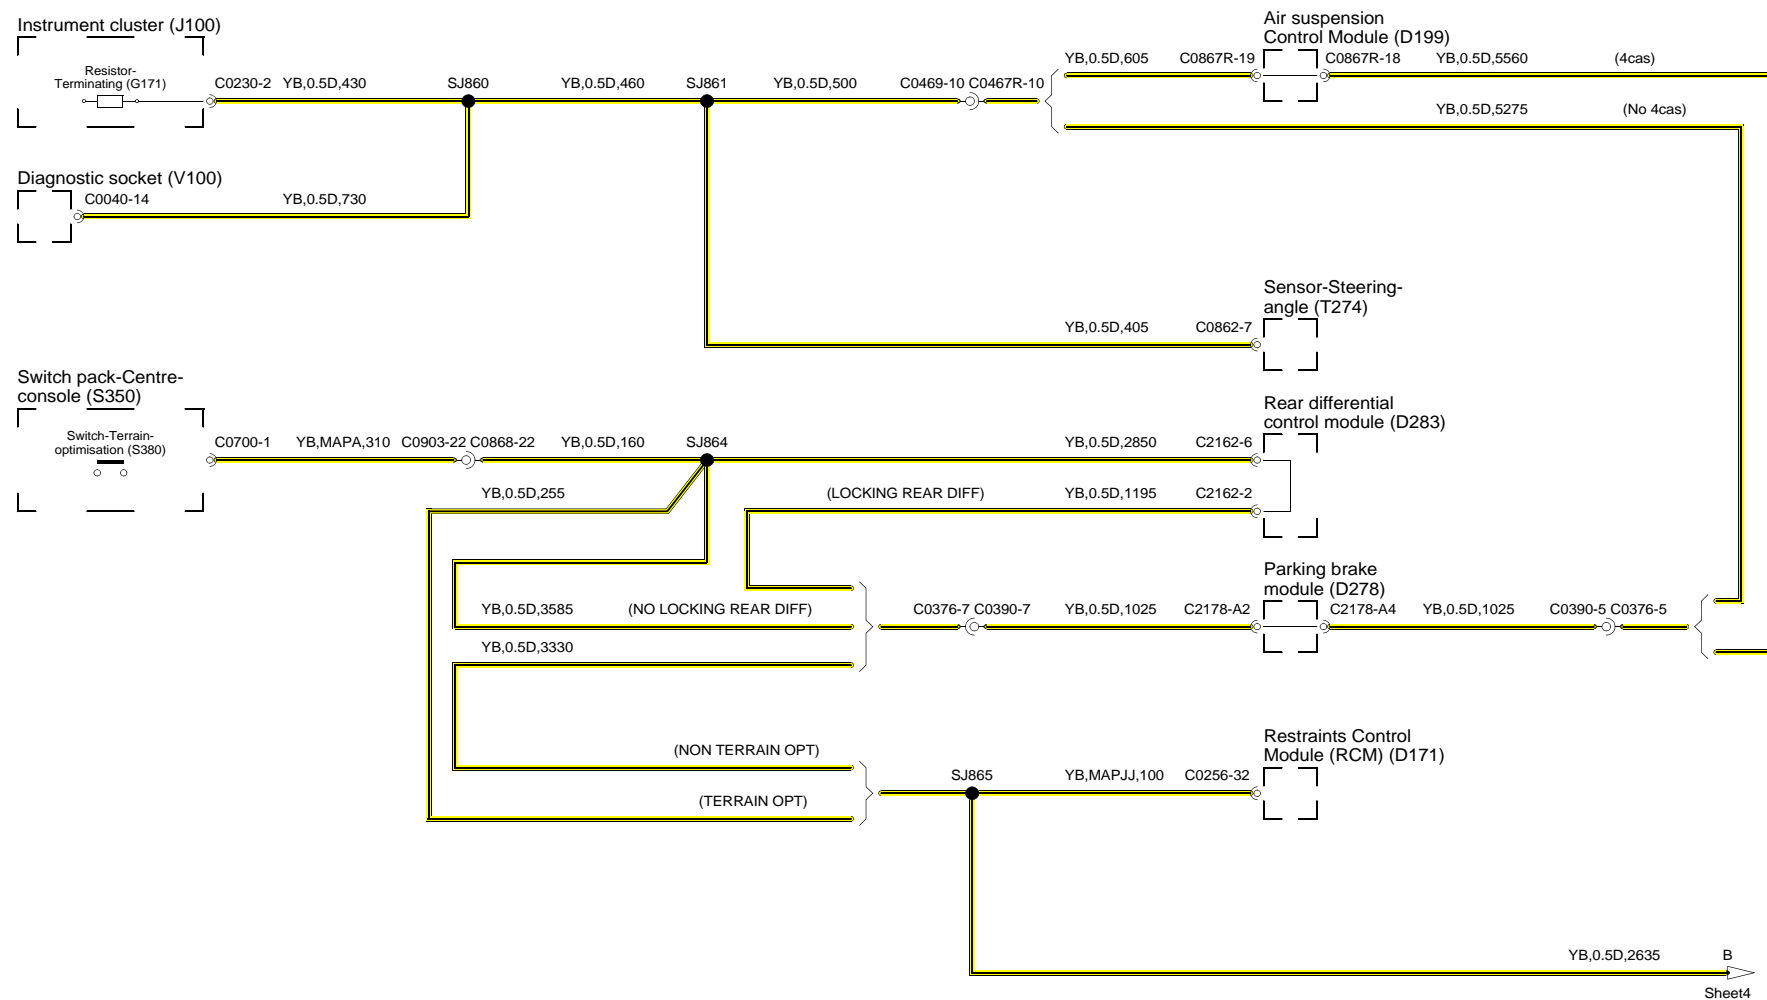 Instrument cluster (J100)
Resistor-
Terminating (G171)
C0230-2 YB,0.5D,430 SJ860 YB,0.5D,460 SJ861 YB,0.5D,500 C0469-10 C0467R-10
Air suspension
Control Module (D199)
YB,0.5D,605 C0867R-19 C0867R-18 YB,0.5D,5560 (4cas)
YB,0.5D,5275 (No 4cas)
Diagnostic socket (V100)
C0040-14 YB,0.5D,730
Sensor-Steering-
angle (T274)
YB,0.5D,405 C0862-7
Switch pack-Centre-
console (S350)
Switch-Terrain-
optimisation (S380)
C0700-1 YB,MAPA,310 C0903-22 C0868-22 YB,0.5D,160 SJ864 YB,0.5D,2850 C2162-6
Rear differential
control module (D283)
YB,0.5D,255 (LOCKING REAR DIFF) YB,0.5D,1195 C2162-2
Parking brake
module (D278)
YB,0.5D,3585 (NO LOCKING REAR DIFF) C0376-7 C0390-7 YB,0.5D,1025 C2178-A2 C2178-A4 YB,0.5D,1025 C0390-5 C0376-5
YB,0.5D,3330
(NON TERRAIN OPT)
(TERRAIN OPT)
Restraints Control
Module (RCM) (D171)
SJ865 YB,MAPJJ,100 C0256-32
YB,0.5D,2635 B
Sheet4